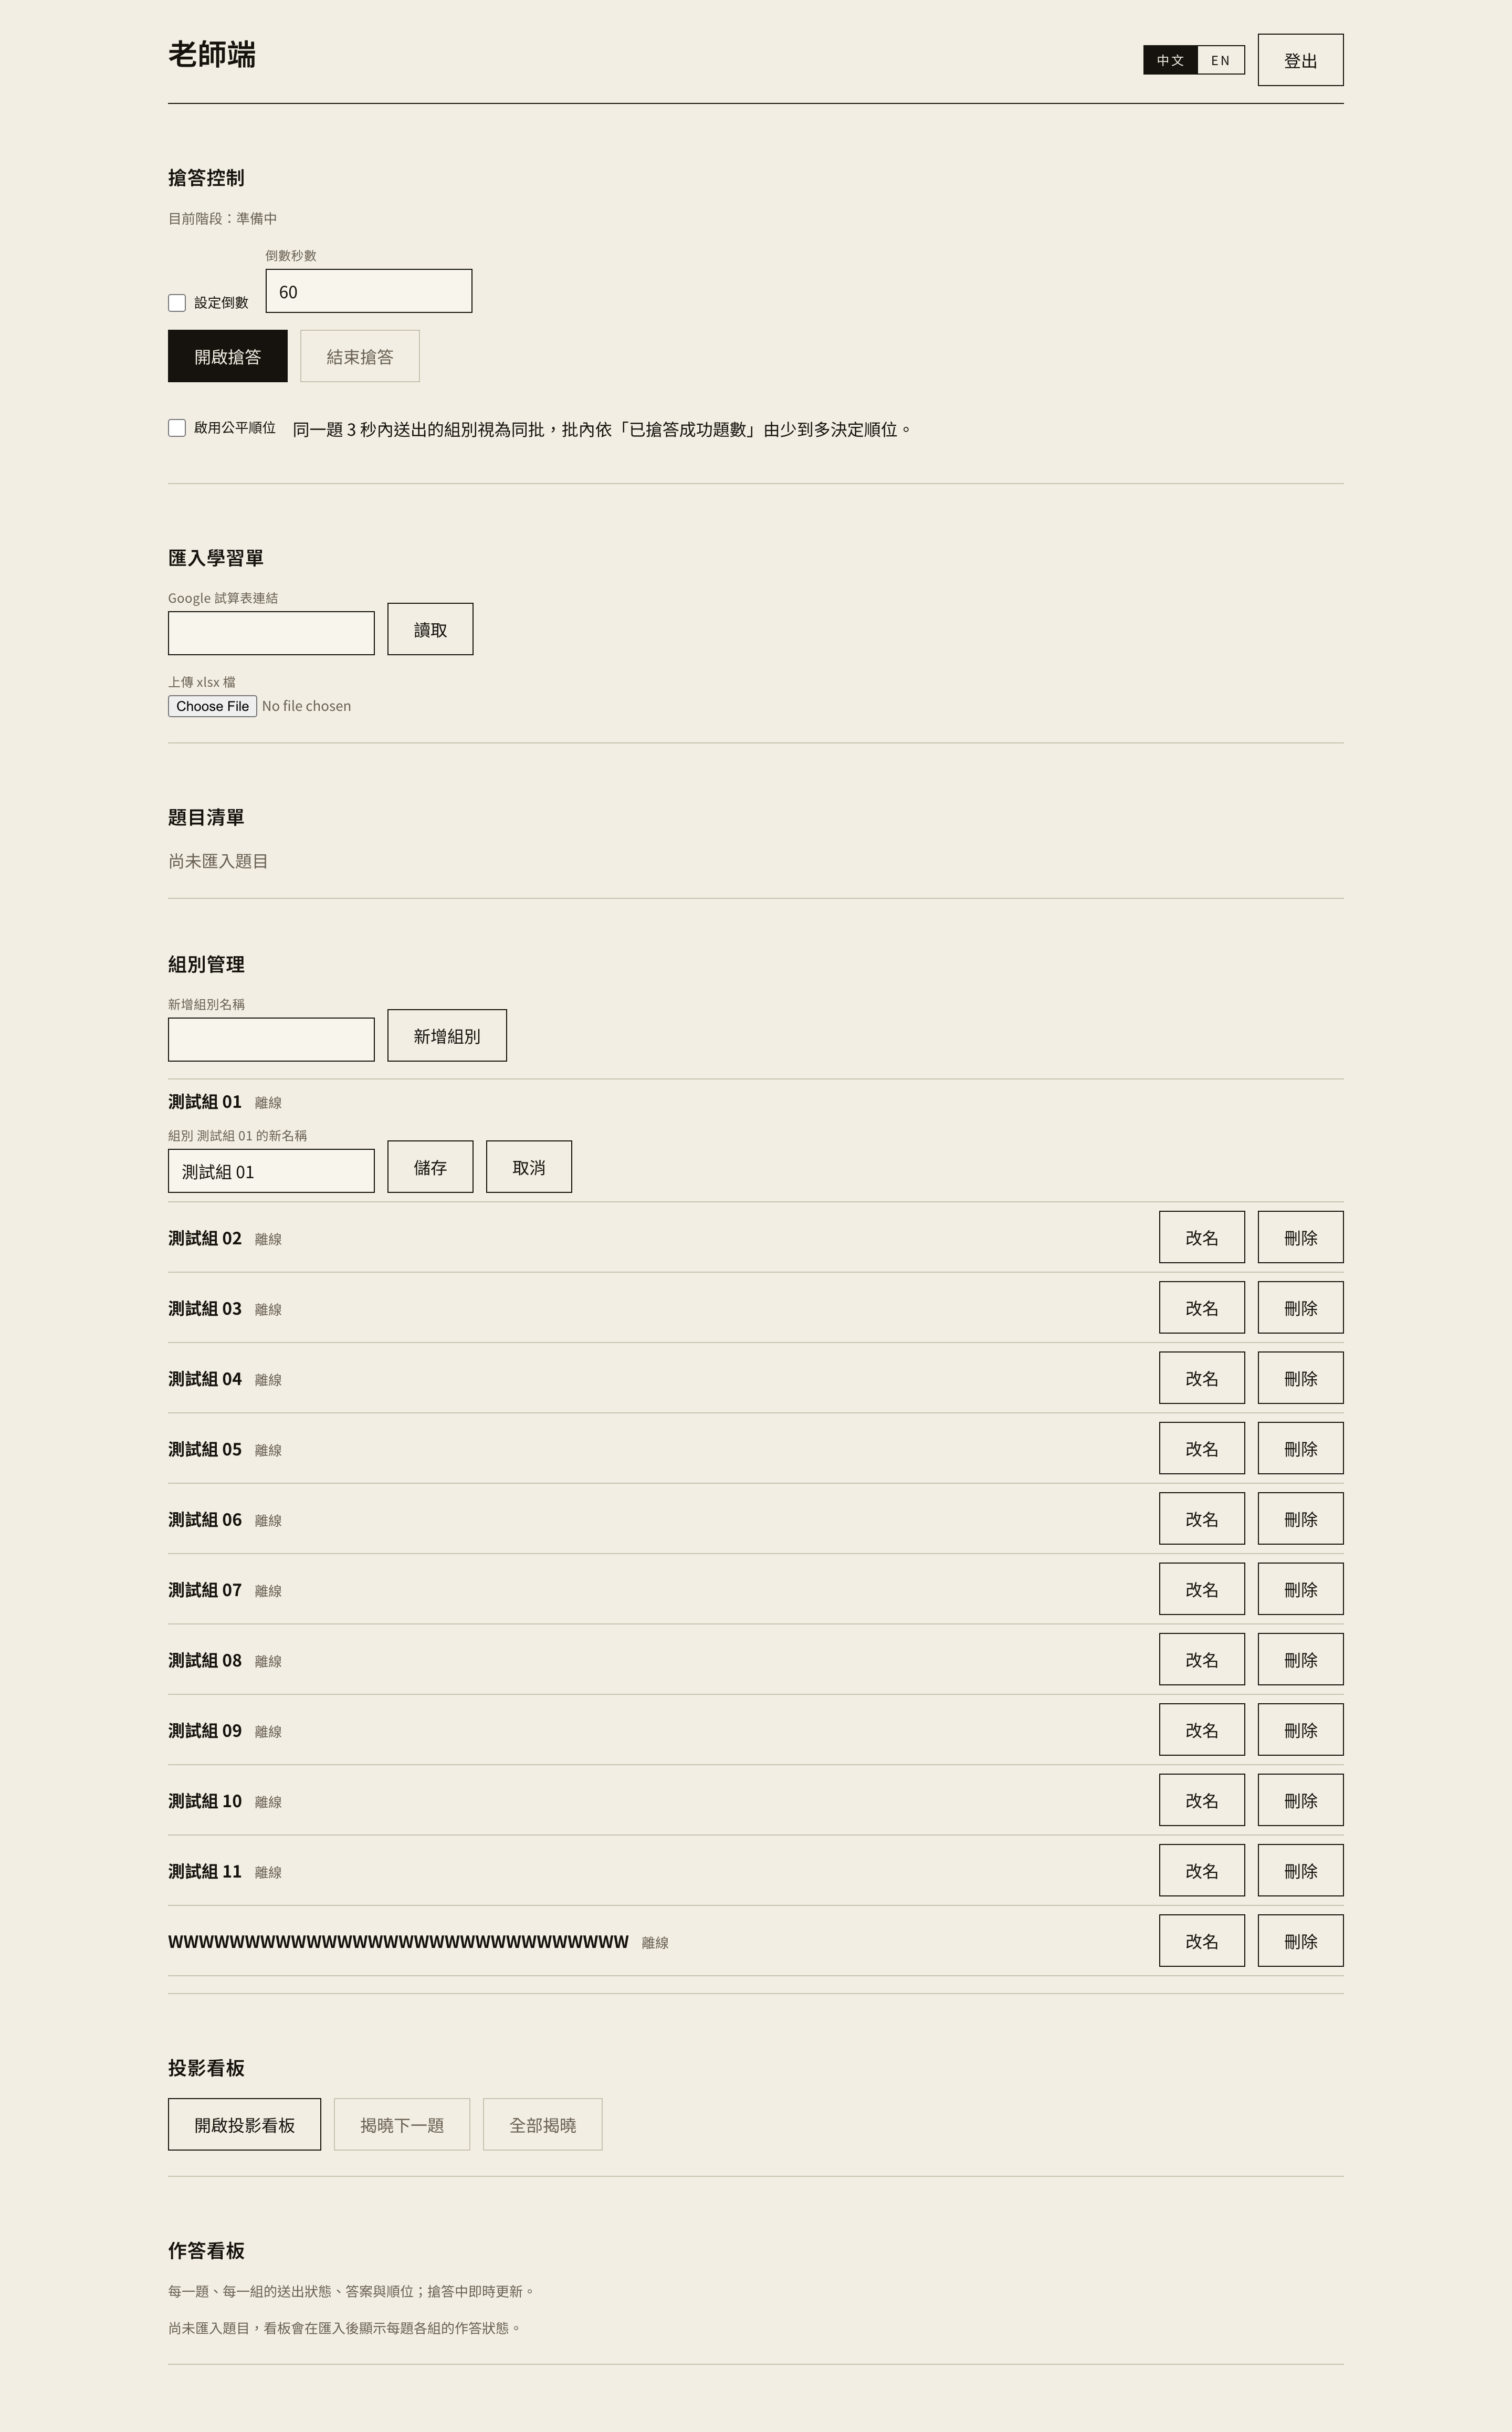 老師端
中文 EN 登出
搶答控制
目前階段：準備中
倒數秒數
設定倒數 60
開啟搶答 結束搶答
啟用公平順位 同一題 3 秒內送出的組別視為同批，批內依「已搶答成功題數」由少到多決定順位。
匯入學習單
Google 試算表連結
讀取
上傳 xlsx 檔
Choose File No file chosen
題目清單
尚未匯入題目
組別管理
新增組別名稱
新增組別
測試組 01 離線
組別 測試組 01 的新名稱
測試組 01 儲存 取消
測試組 02 離線 改名 刪除
測試組 03 離線 改名 刪除
測試組 04 離線 改名 刪除
測試組 05 離線 改名 刪除
測試組 06 離線 改名 刪除
測試組 07 離線 改名 刪除
測試組 08 離線 改名 刪除
測試組 09 離線 改名 刪除
測試組 10 離線 改名 刪除
測試組 11 離線 改名 刪除
WWWWWWWWWWWWWWWWWWWWWWWWWWWWWW 離線 改名 刪除
投影看板
開啟投影看板 揭曉下一題 全部揭曉
作答看板
每一題、每一組的送出狀態、答案與順位；搶答中即時更新。
尚未匯入題目，看板會在匯入後顯示每題各組的作答狀態。